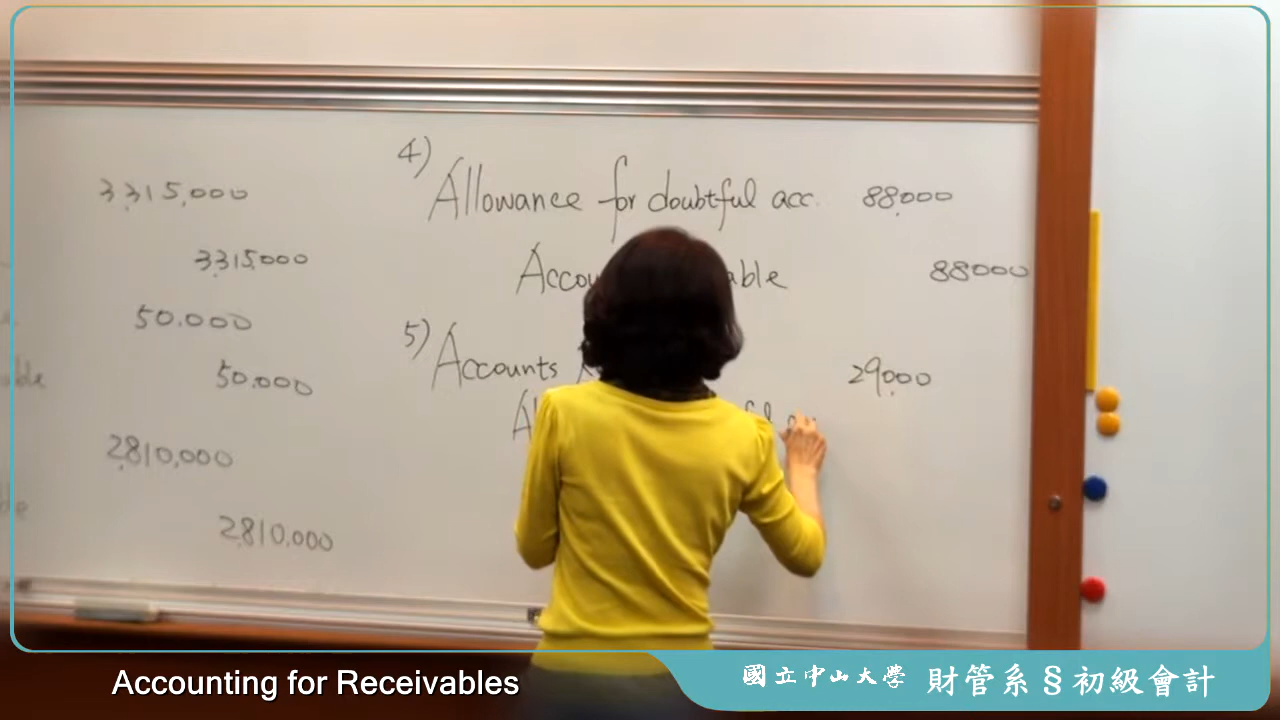 3,315,000
3,315,000
50,000
50,000
2,810,000
2,810,000
4)
Allowance for doubtful acc. 88,000
88000
5)
Accounts 29,000
Accounting for Receivables
國立中山大學 財管系§初級會計